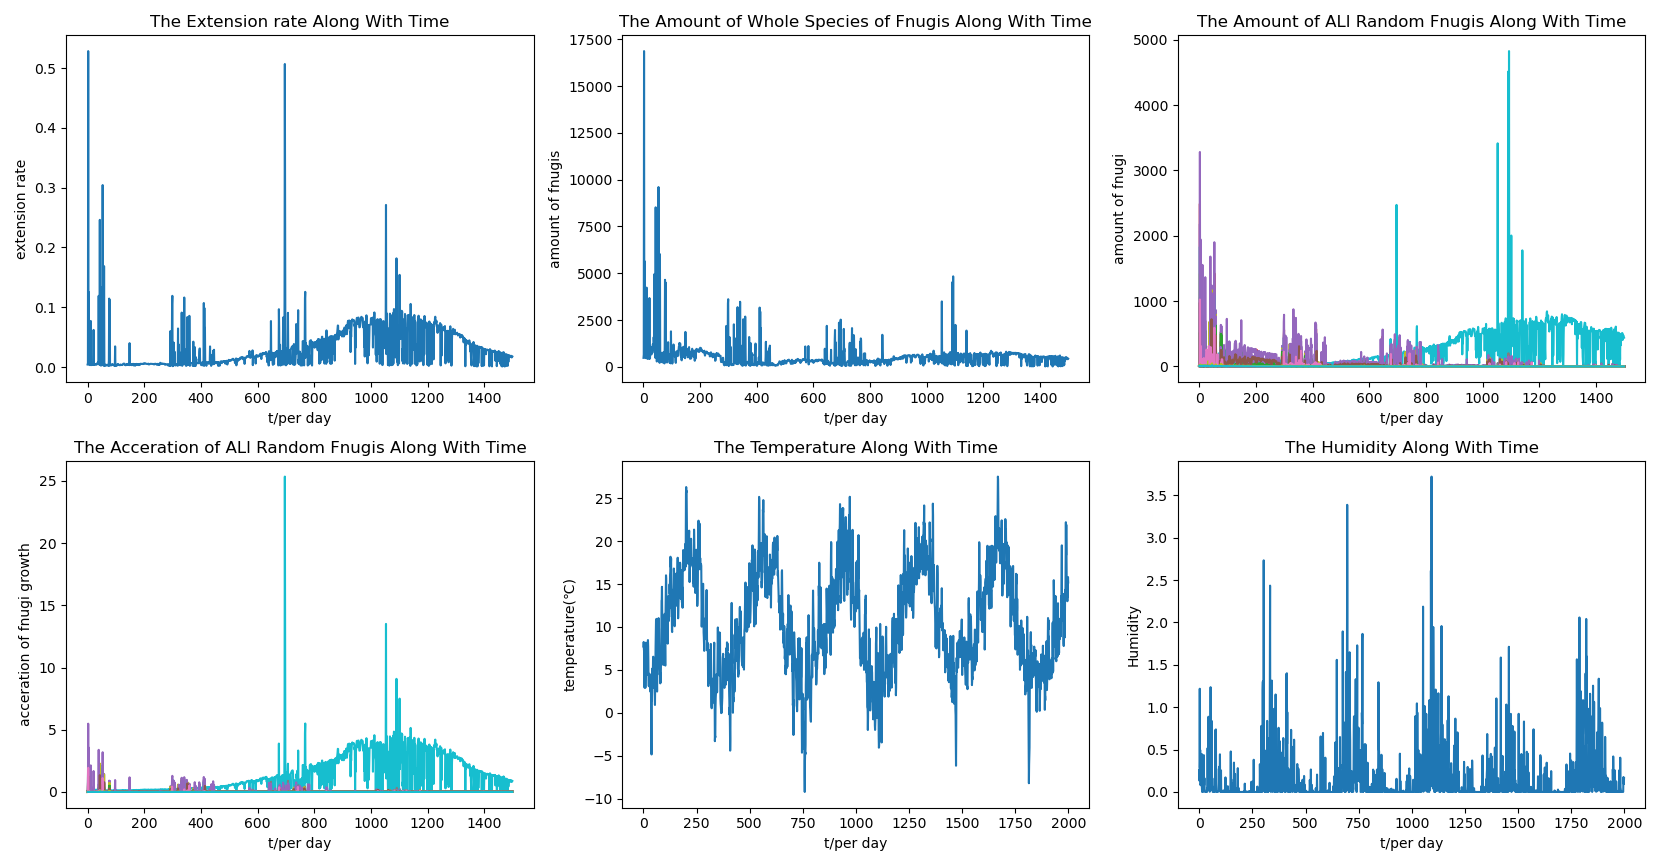 The Extension rate Along With Time
extension rate
0.5
0.4
0.3
0.2
0.1
0.0
0 200 400 600 800 1000 1200 1400
t/per day
The Amount of Whole Species of Fnugis Along With Time
amount of fnugis
17500
15000
12500
10000
7500
5000
2500
0
0 200 400 600 800 1000 1200 1400
t/per day
The Amount of ALl Random Fnugis Along With Time
amount of fnugi
5000
4000
3000
2000
1000
0
0 200 400 600 800 1000 1200 1400
t/per day
The Acceration of ALl Random Fnugis Along With Time
acceration of fnugi growth
25
20
15
10
5
0
0 200 400 600 800 1000 1200 1400
t/per day
The Temperature Along With Time
temperature(℃)
25
20
15
10
5
0
−5
−10
0 250 500 750 1000 1250 1500 1750 2000
t/per day
The Humidity Along With Time
Humidity
3.5
3.0
2.5
2.0
1.5
1.0
0.5
0.0
0 250 500 750 1000 1250 1500 1750 2000
t/per day